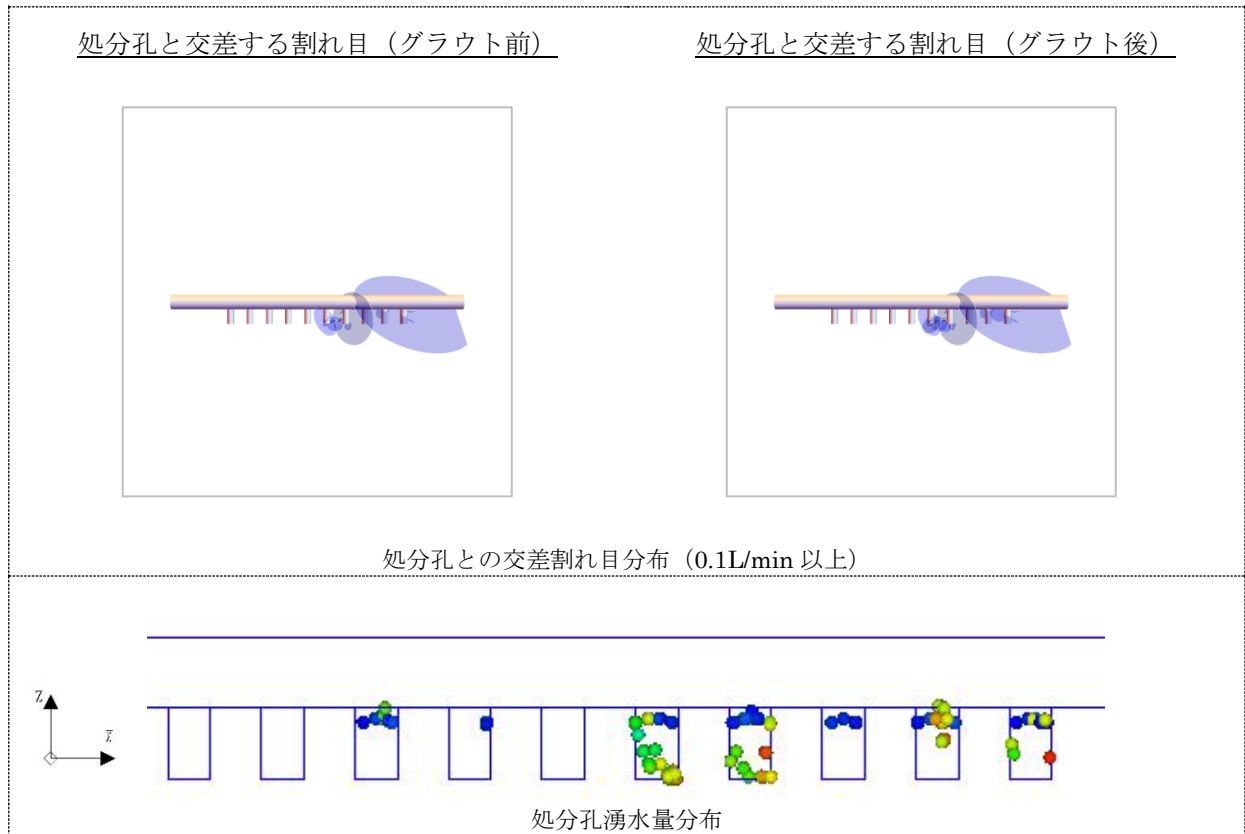 処分孔と交差する割れ目（グラウト前）
処分孔と交差する割れ目（グラウト後）
処分孔との交差割れ目分布（0.1L/min 以上）
Z
処分孔湧水量分布